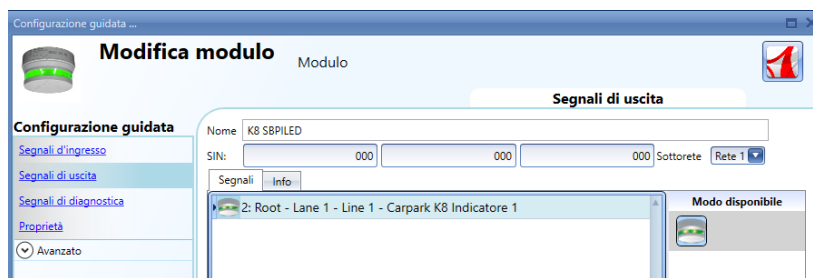 Configurazione guidata ...
Modifica modulo
Modulo
Segnali di uscita
Configurazione guidata
Segnali d'ingresso
Segnali di uscita
Segnali di diagnostica
Proprietà
Avanzato
Nome K8 SBPILED
SIN: 000 000 000 Sottorete Rete 1
Segnali Info
2: Root - Lane 1 - Line 1 - Carpark K8 Indicatore 1
Modo disponibile